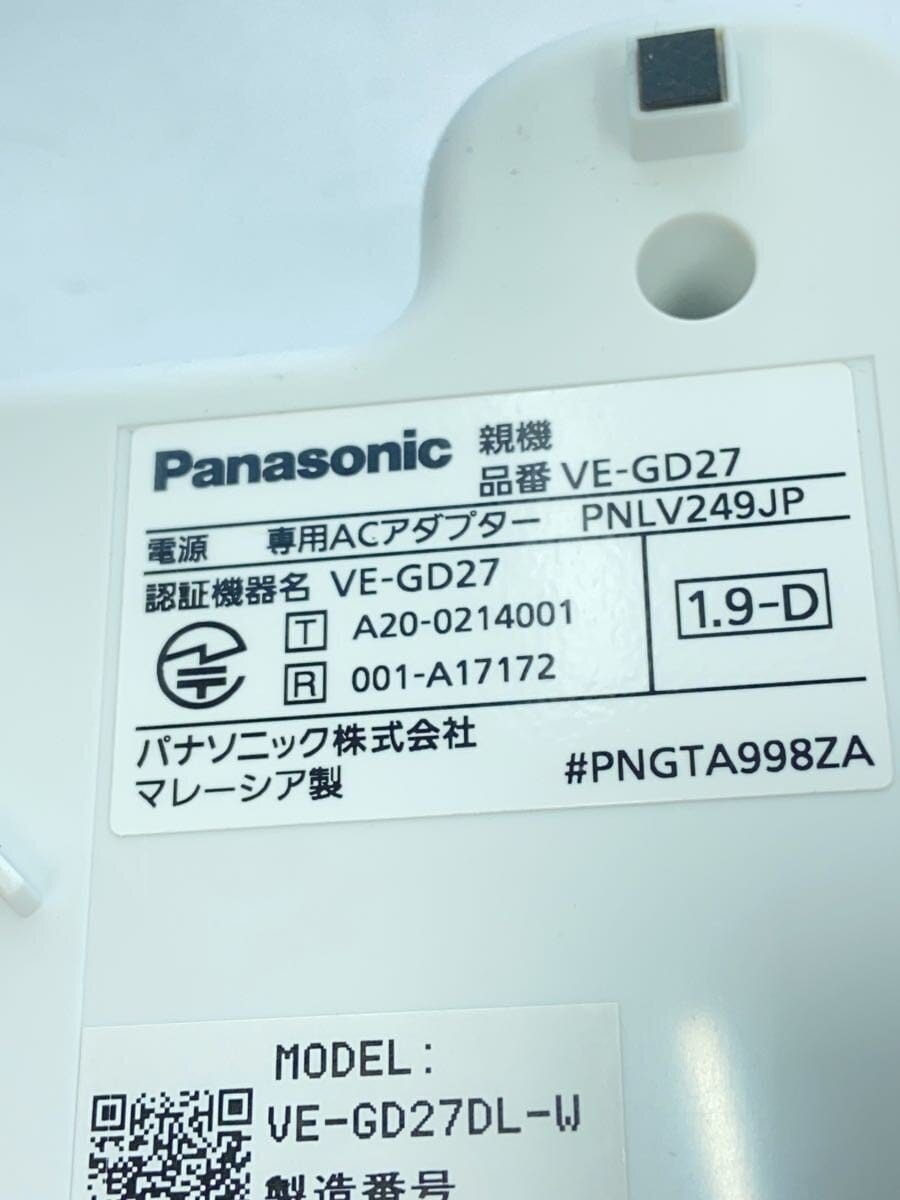 Panasonic 親機
品番 VE-GD27
電源 専用ACアダプター PNLV249JP
認証機器名 VE-GD27
T A20-0214001
R 001-A17172
1.9-D
パナソニック株式会社
マレーシア製
#PNGTA998ZA
MODEL:
VE-GD27DL-W
製造番号